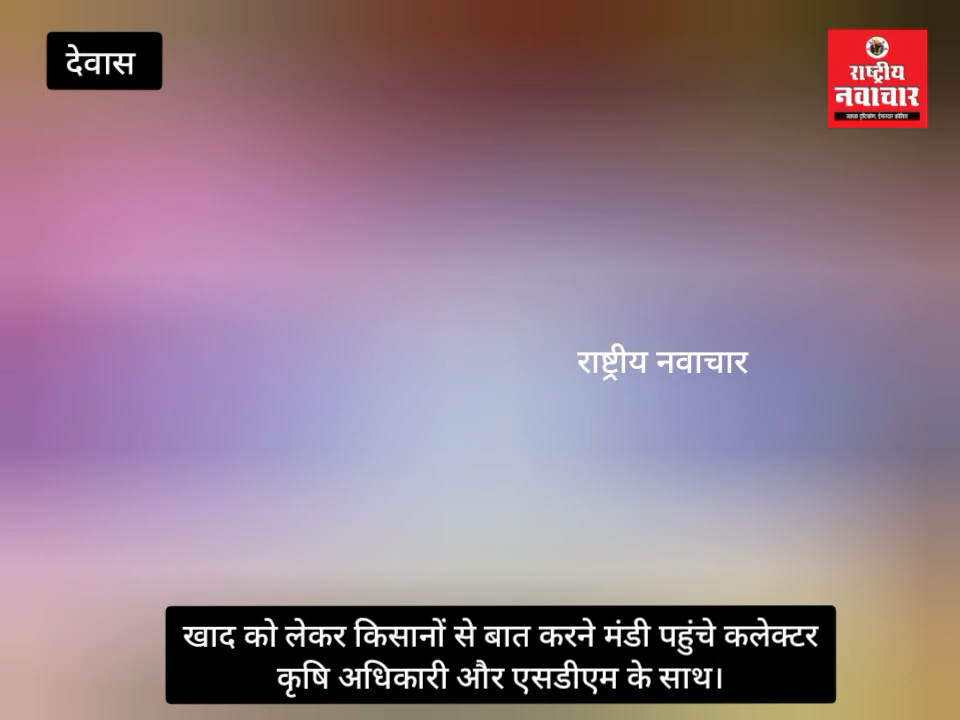 देवास
राष्ट्रीय
नवाचार
राष्ट्रीय नवाचार
खाद को लेकर किसानों से बात करने मंडी पहुंचे कलेक्टर
कृषि अधिकारी और एसडीएम के साथ।